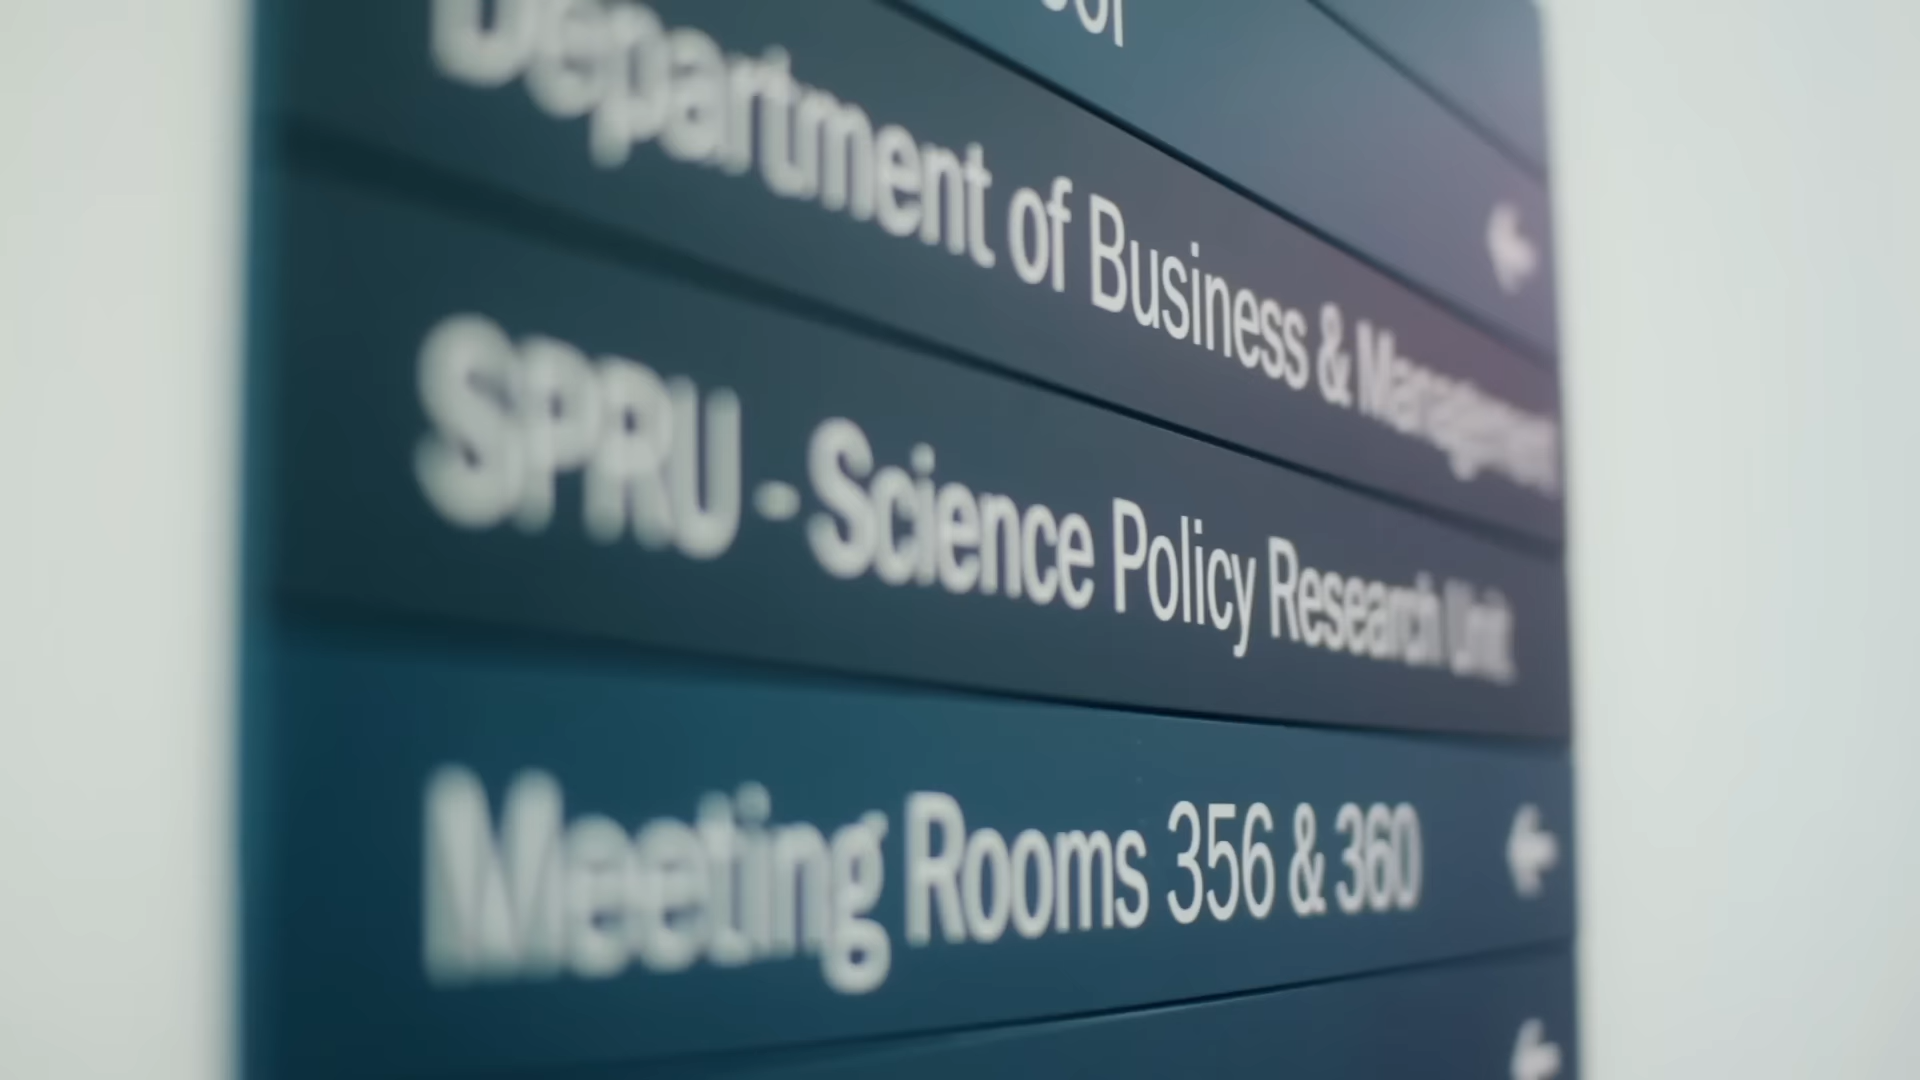 Department of Business & Management
SPRU - Science Policy Research Unit
Meeting Rooms 356 & 360